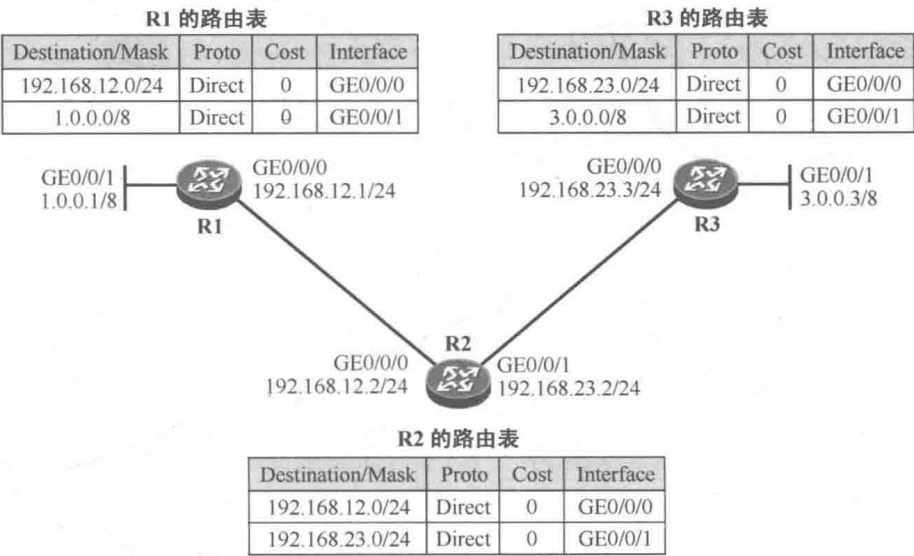 R1 的路由表
Destination/Mask Proto Cost Interface
192.168.12.0/24 Direct 0 GE0/0/0
1.0.0.0/8 Direct 0 GE0/0/1
R3 的路由表
Destination/Mask Proto Cost Interface
192.168.23.0/24 Direct 0 GE0/0/0
3.0.0.0/8 Direct 0 GE0/0/1
GE0/0/1
1.0.0.1/8
GE0/0/0
192.168.12.1/24
R1
GE0/0/0
192.168.23.3/24
GE0/0/1
3.0.0.3/8
R3
R2
GE0/0/0
192.168.12.2/24
GE0/0/1
192.168.23.2/24
R2 的路由表
Destination/Mask Proto Cost Interface
192.168.12.0/24 Direct 0 GE0/0/0
192.168.23.0/24 Direct 0 GE0/0/1